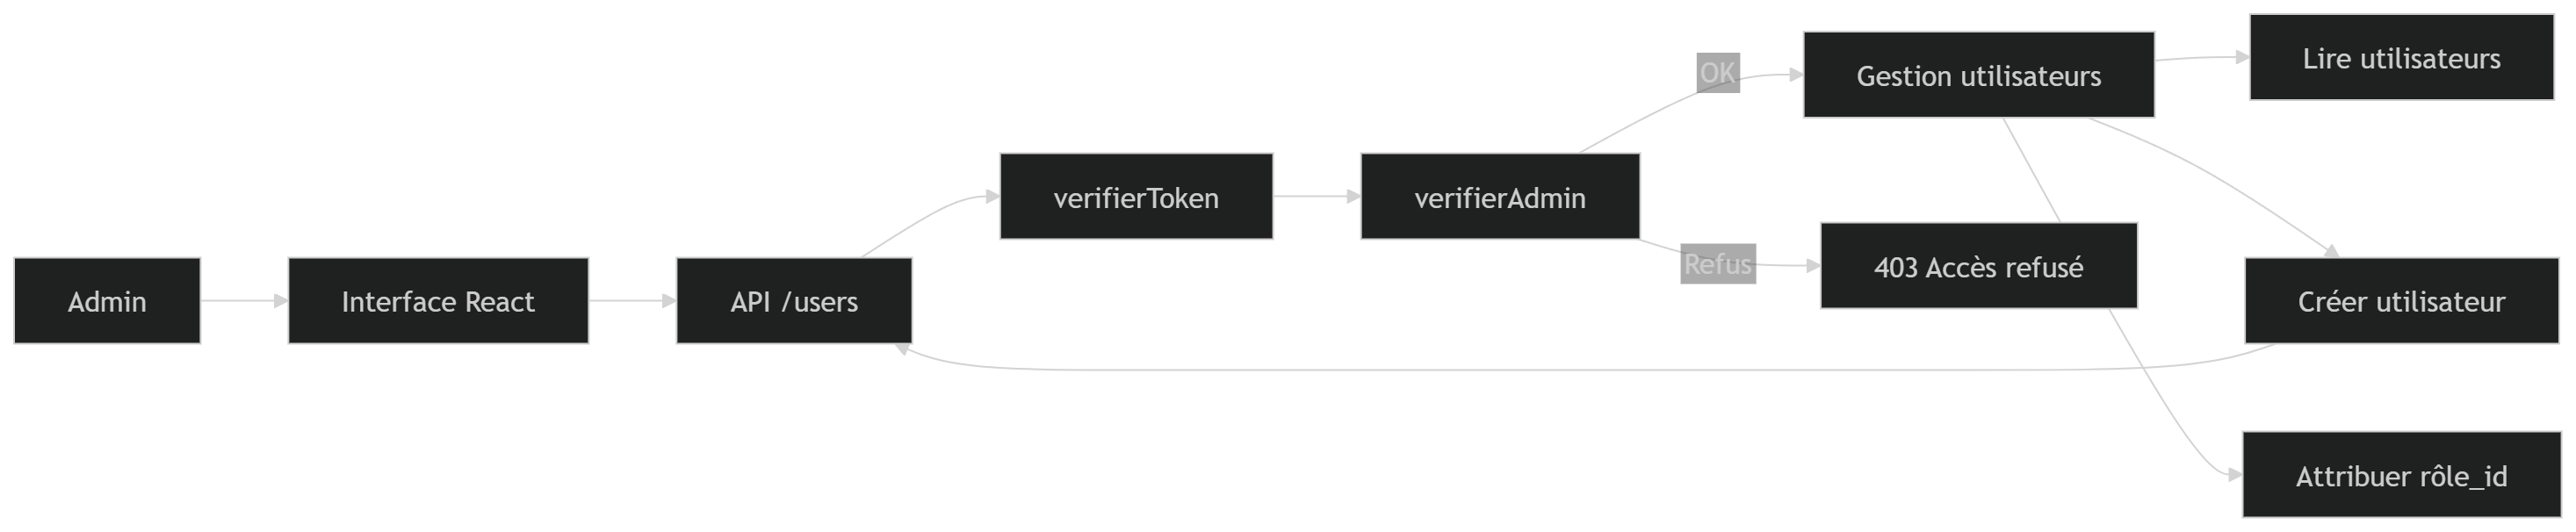 Admin
Interface React
API /users
verifierToken
verifierAdmin
OK
Refus
Gestion utilisateurs
403 Accès refusé
Lire utilisateurs
Créer utilisateur
Attribuer rôle_id